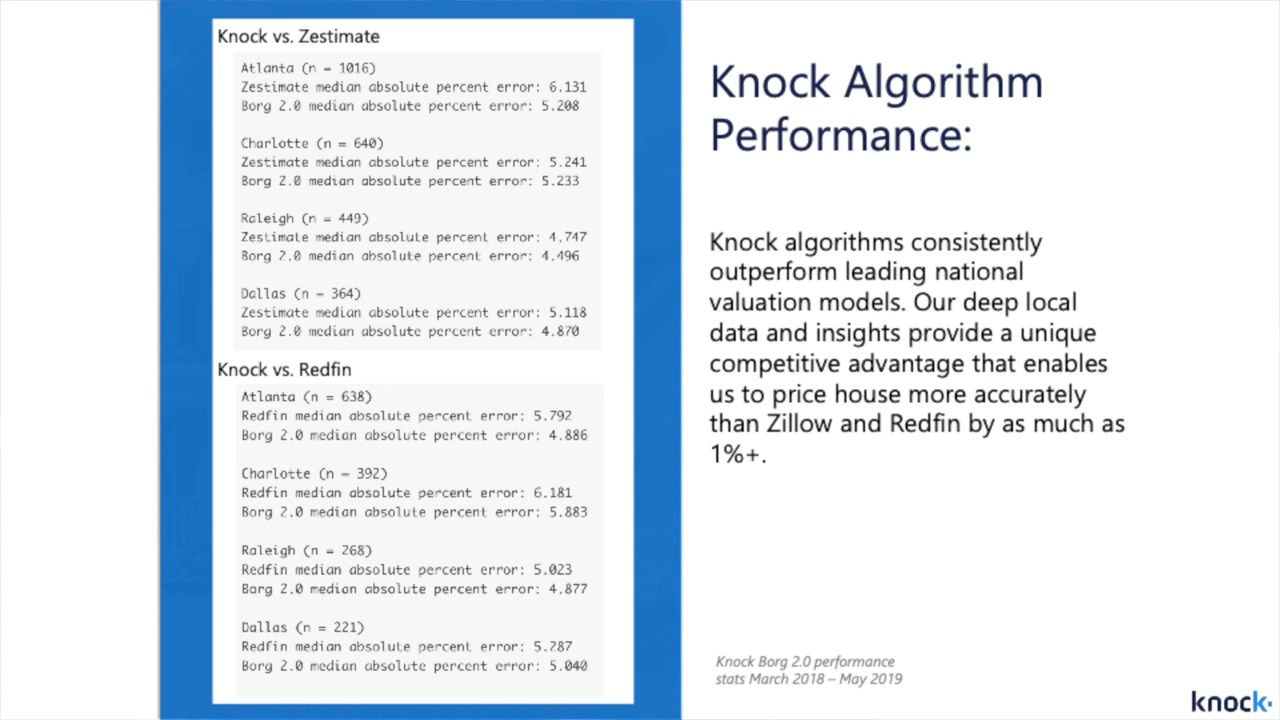 Knock vs. Zestimate
Atlanta (n = 1016)
Zestimate median absolute percent error: 6.131
Borg 2.0 median absolute percent error: 5.208
Charlotte (n = 640)
Zestimate median absolute percent error: 5.241
Borg 2.0 median absolute percent error: 5.233
Raleigh (n = 449)
Zestimate median absolute percent error: 4.747
Borg 2.0 median absolute percent error: 4.496
Dallas (n = 364)
Zestimate median absolute percent error: 5.118
Borg 2.0 median absolute percent error: 4.870
Knock vs. Redfin
Atlanta (n = 638)
Redfin median absolute percent error: 5.792
Borg 2.0 median absolute percent error: 4.886
Charlotte (n = 392)
Redfin median absolute percent error: 6.181
Borg 2.0 median absolute percent error: 5.883
Raleigh (n = 268)
Redfin median absolute percent error: 5.023
Borg 2.0 median absolute percent error: 4.877
Dallas (n = 221)
Redfin median absolute percent error: 5.287
Borg 2.0 median absolute percent error: 5.040
Knock Algorithm
Performance:
Knock algorithms consistently
outperform leading national
valuation models. Our deep local
data and insights provide a unique
competitive advantage that enables
us to price house more accurately
than Zillow and Redfin by as much as
1%+.
Knock Borg 2.0 performance
stats March 2018 – May 2019
knock